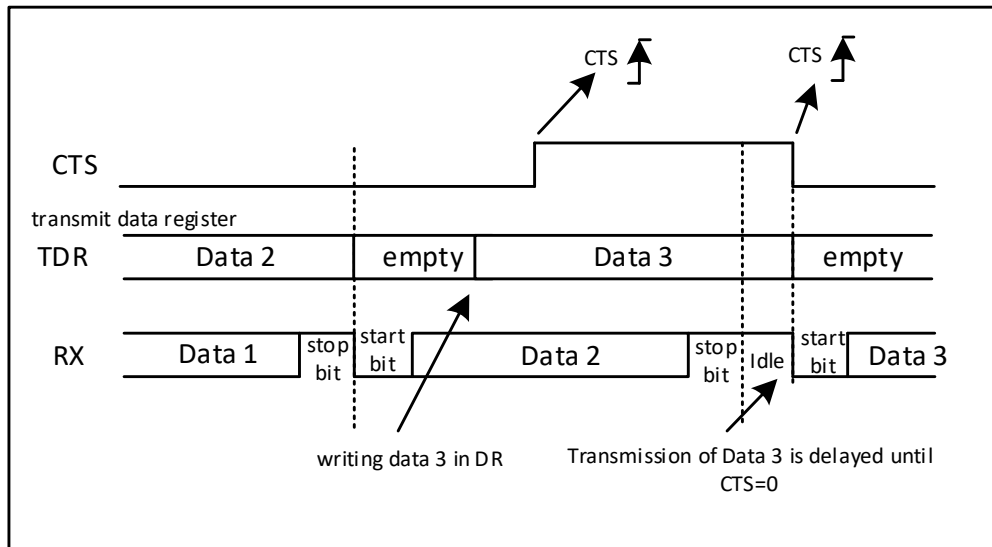 CTS
CTS
CTS
transmit data register
TDR
Data 2
empty
Data 3
empty
RX
Data 1
stop
bit
start
bit
Data 2
stop
bit
Idle
start
bit
Data 3
writing data 3 in DR
Transmission of Data 3 is delayed until
CTS=0